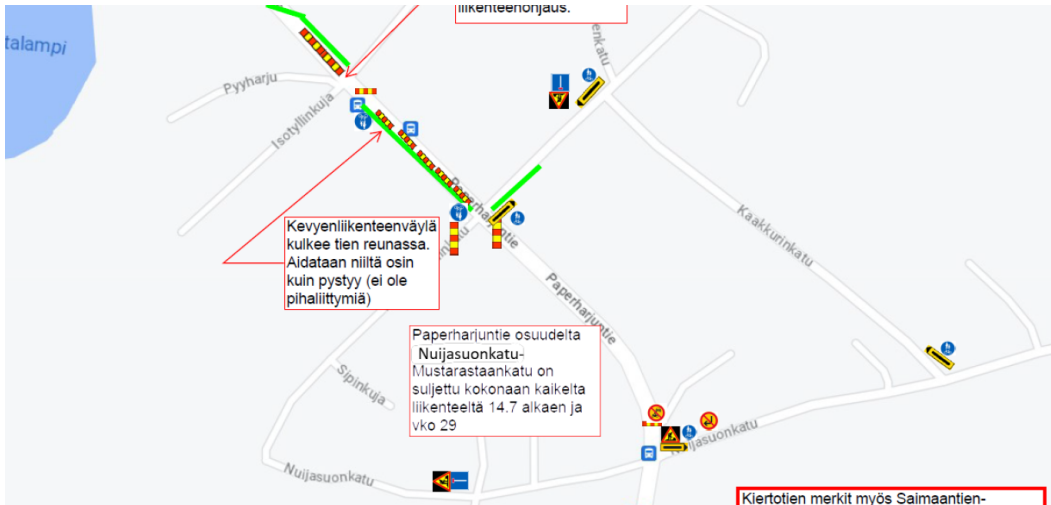 liikenteenohjaus.
talampi
Pyyharju
Isotyllinkuja
enkatu
Kevyenliikenteenväylä
kulkee tien reunassa.
Aidataan niiltä osin
kuin pystyy (ei ole
pihaliittymiä)
inkatu
Paperharjuntie
Kaakkurinkatu
Paperharjuntie
Paperharjuntie osuudelta
Nuijasuonkatu-
Mustarastaankatu on
suljettu kokonaan kaikelta
liikenteeltä 14.7 alkaen ja
vko 29
Sipinkuja
Nuijasuonkatu
Nuijasuonkatu
Kiertotien merkit myös Saimaantien-